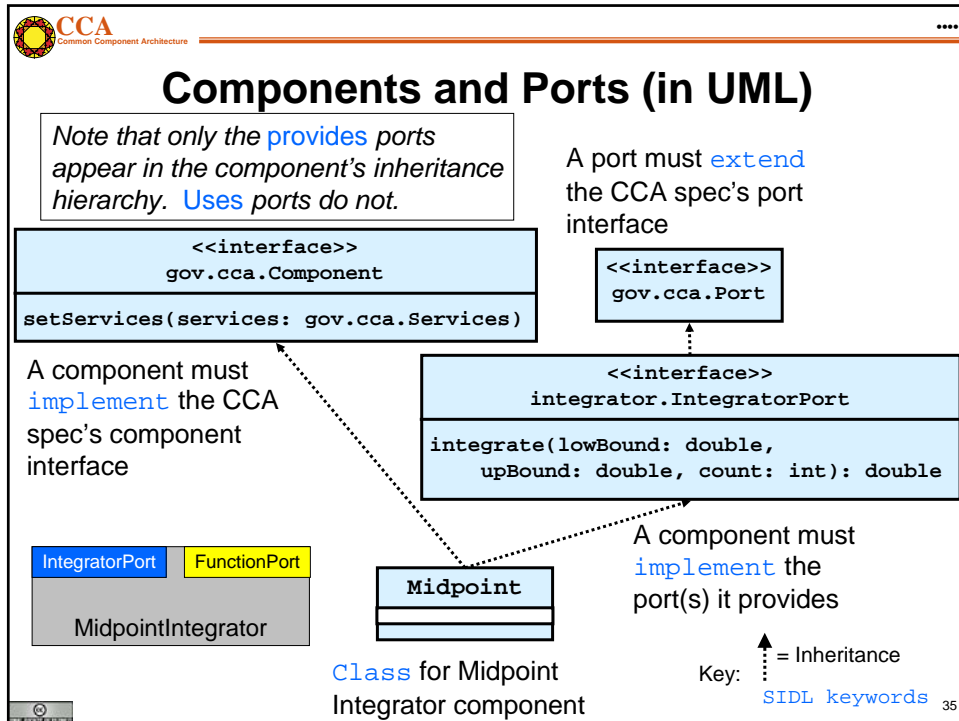 CCA
Common Component Architecture
Components and Ports (in UML)
Note that only the provides ports
appear in the component's inheritance
hierarchy. Uses ports do not.
A port must extend
the CCA spec's port
interface
<<interface>>
gov.cca.Component
setServices(services: gov.cca.Services)
<<interface>>
gov.cca.Port
A component must
implement the CCA
spec's component
interface
<<interface>>
integrator.IntegratorPort
integrate(lowBound: double,
upBound: double, count: int): double
IntegratorPort
FunctionPort
MidpointIntegrator
Midpoint
A component must
implement the
port(s) it provides
Class for Midpoint
Integrator component
Key:
= Inheritance
SIDL keywords
35